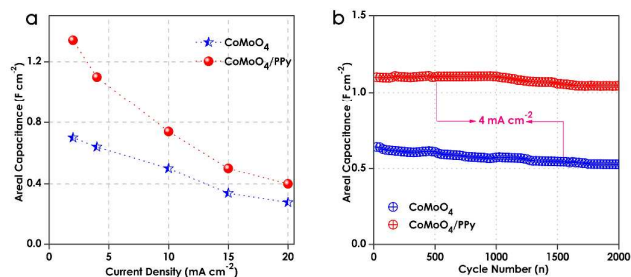 a
CoMoO4
CoMoO4/PPy
1.2
0.8
0.4
0.0
0
5
10
15
20
Areal Capacitance (F cm-2)
Current Density (mA cm-2)
b
1.5
1.0
0.5
0.0
4 mA cm-2
CoMoO4
CoMoO4/PPy
0
500
1000
1500
2000
Areal Capacitance (F cm-2)
Cycle Number (n)